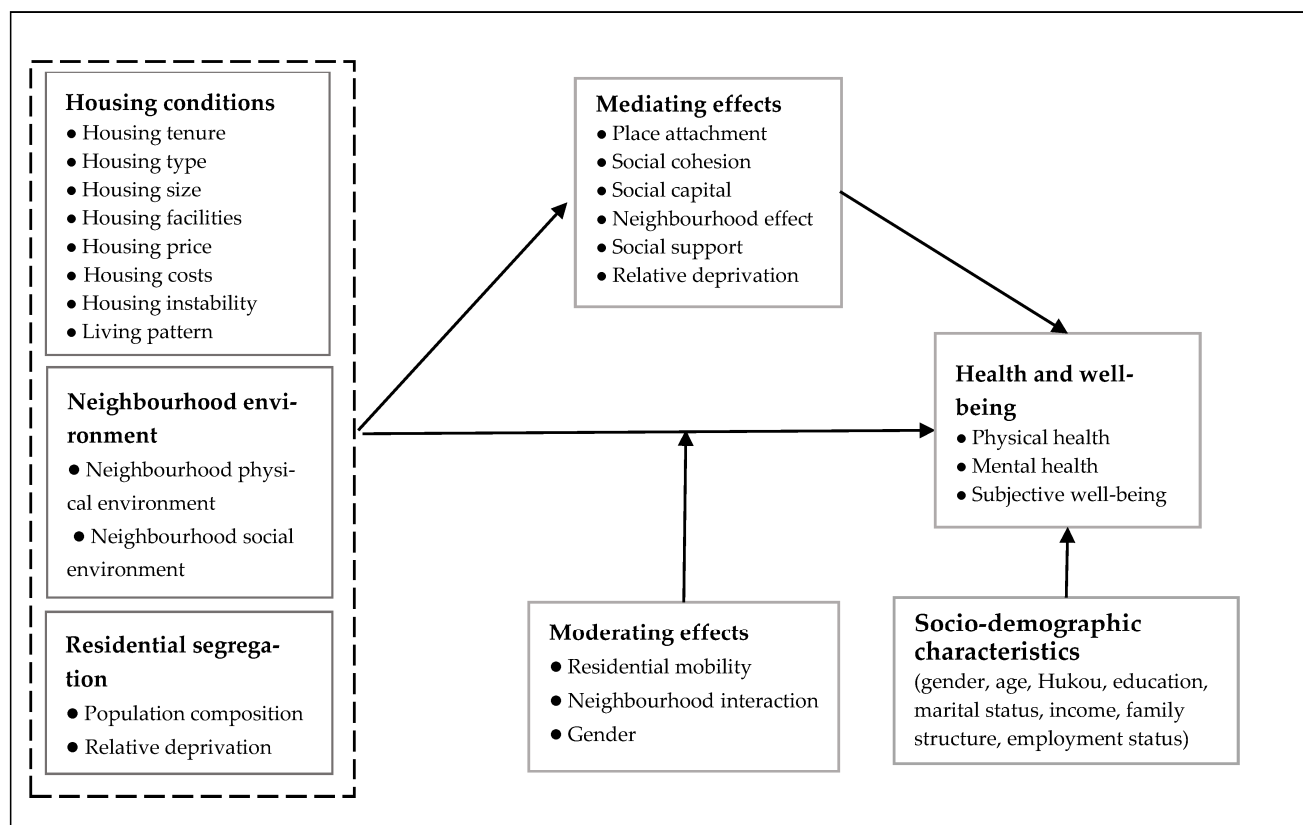 Housing conditions
● Housing tenure
● Housing type
● Housing size
● Housing facilities
● Housing price
● Housing costs
● Housing instability
● Living pattern
Neighbourhood envi-
ronment
● Neighbourhood physi-
cal environment
● Neighbourhood social
environment
Residential segrega-
tion
● Population composition
● Relative deprivation
Mediating effects
● Place attachment
● Social cohesion
● Social capital
● Neighbourhood effect
● Social support
● Relative deprivation
Moderating effects
● Residential mobility
● Neighbourhood interaction
● Gender
Health and well-
being
● Physical health
● Mental health
● Subjective well-being
Socio-demographic
characteristics
(gender, age, Hukou, education,
marital status, income, family
structure, employment status)